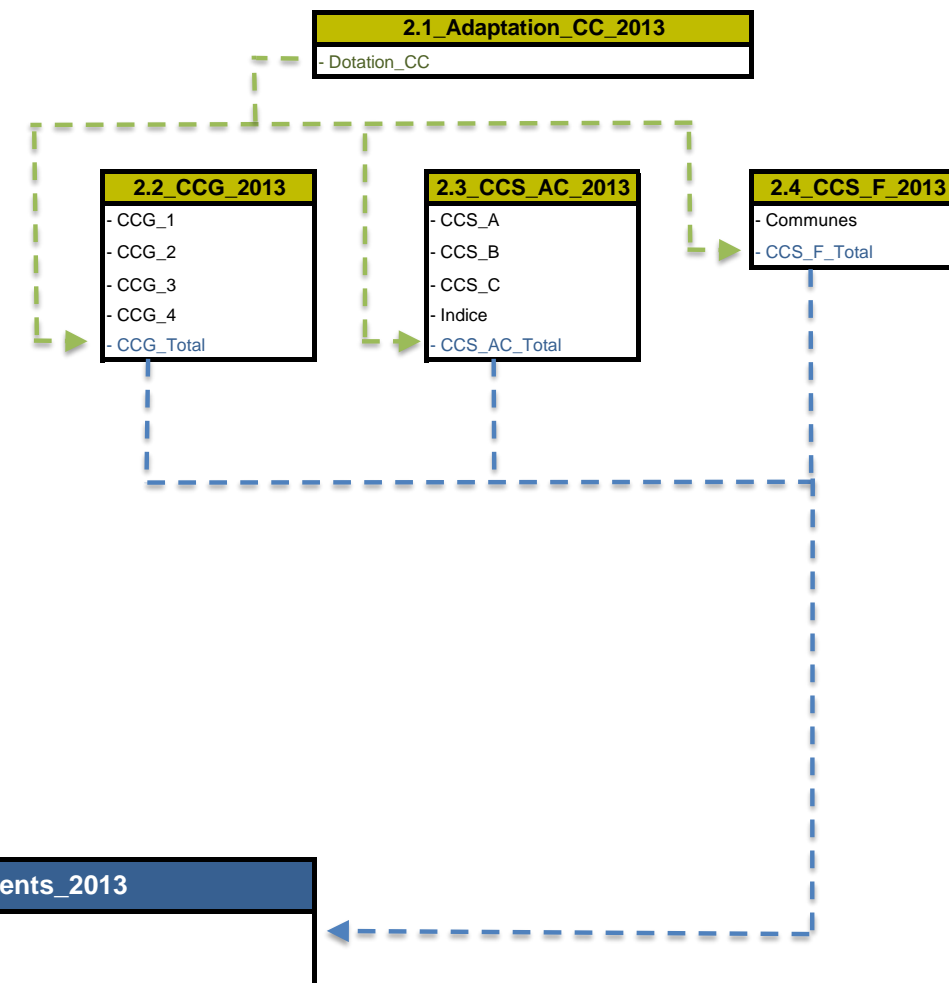 2.1_Adaptation_CC_2013
- Dotation_CC
2.2_CCG_2013
- CCG_1
- CCG_2
- CCG_3
- CCG_4
- CCG_Total
2.3_CCS_AC_2013
- CCS_A
- CCS_B
- CCS_C
- Indice
- CCS_AC_Total
2.4_CCS_F_2013
- Communes
- CCS_F_Total
ents_2013